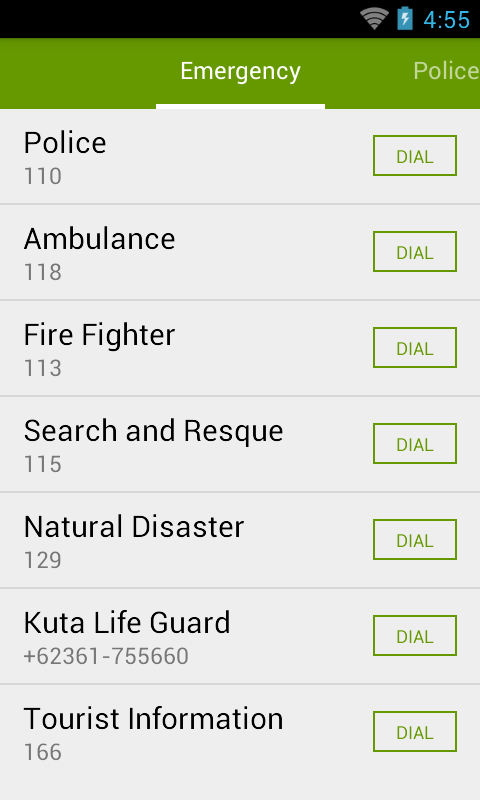 4:55
Emergency Police
Police
110
DIAL
Ambulance
118
DIAL
Fire Fighter
113
DIAL
Search and Resque
115
DIAL
Natural Disaster
129
DIAL
Kuta Life Guard
+62361-755660
DIAL
Tourist Information
166
DIAL